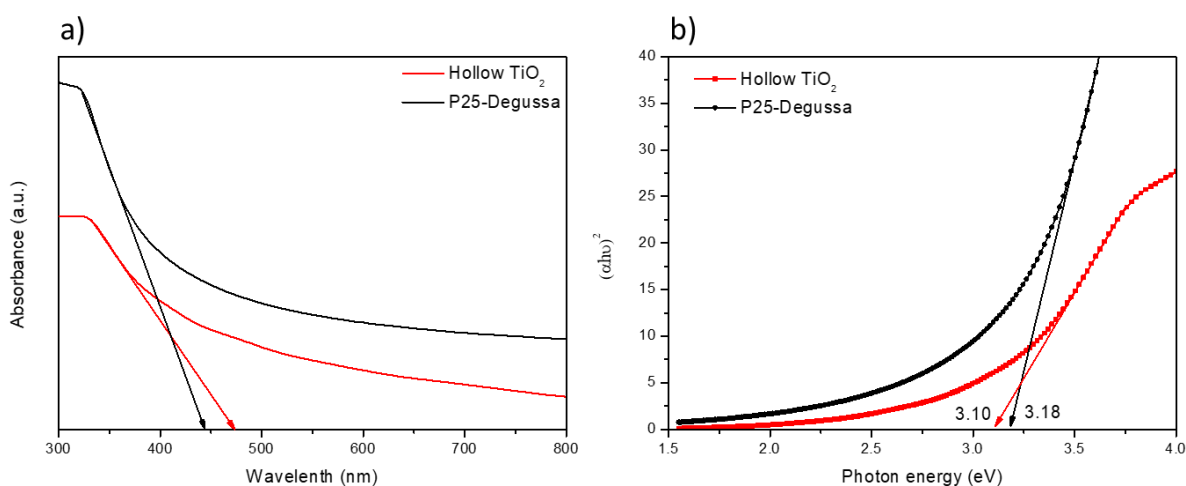 a)
Hollow TiO₂
P25-Degussa
Absorbance (a.u.)
300 400 500 600 700 800
Wavelenth (nm)
b)
Hollow TiO₂
P25-Degussa
(αhυ)²
40
35
30
25
20
15
10
5
0
3.10 3.18
1.5 2.0 2.5 3.0 3.5 4.0
Photon energy (eV)